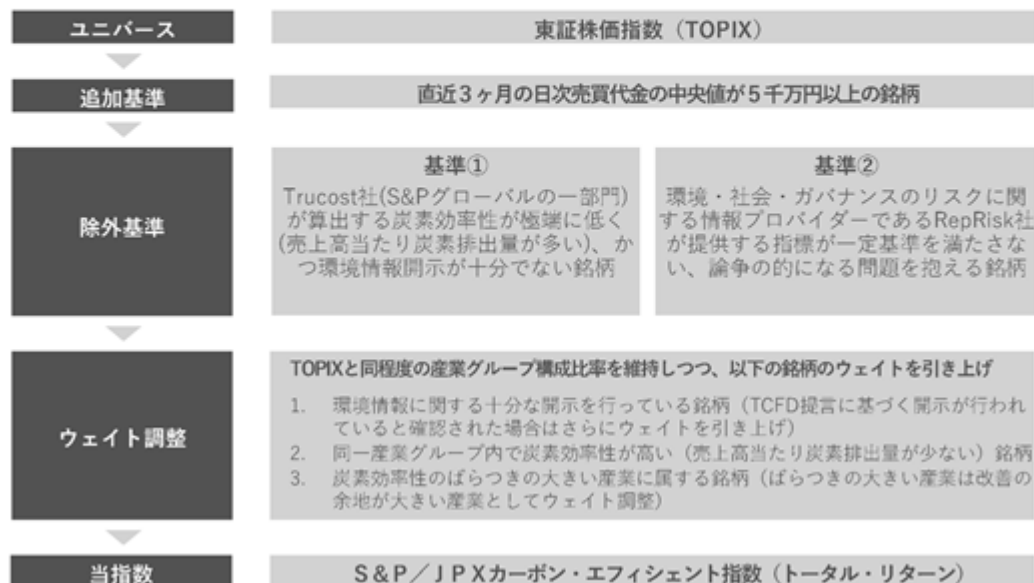 ユニバース
東証株価指数（TOPIX）
追加基準
直近３ヶ月の日次売買代金の中央値が５千万円以上の銘柄
除外基準
基準①
Trucost社(S&Pグローバルの一部門)
が算出する炭素効率性が極端に低く
(売上高当たり炭素排出量が多い)、か
つ環境情報開示が十分でない銘柄
基準②
環境・社会・ガバナンスのリスクに関
する情報プロバイダーであるRepRisk社
が提供する指標が一定基準を満たさな
い、論争の的になる問題を抱える銘柄
ウェイト調整
TOPIXと同程度の産業グループ構成比率を維持しつつ、以下の銘柄のウェイトを引き上げ
1. 環境情報に関する十分な開示を行っている銘柄（TCFD提言に基づく開示が行われ
ていると確認された場合はさらにウェイトを引き上げ）
2. 同一産業グループ内で炭素効率性が高い（売上高当たり炭素排出量が少ない）銘柄
3. 炭素効率性のばらつきの大きい産業に属する銘柄（ばらつきの大きい産業は改善の
余地が大きい産業としてウェイト調整）
当指数
Ｓ＆Ｐ／ＪＰＸカーボン・エフィシェント指数（トータル・リターン）